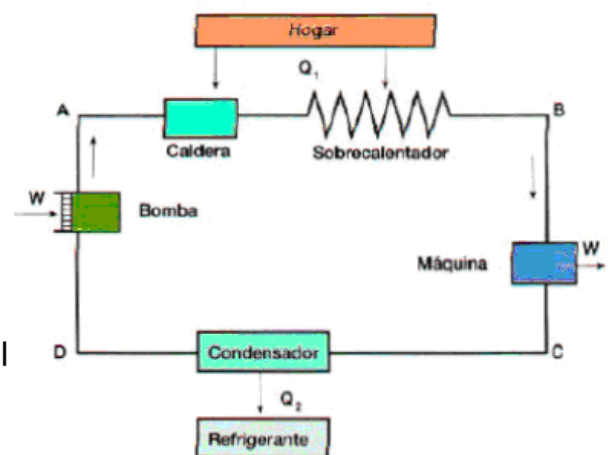 Hogar
Q1
A
B
Caldera
Sobrecalentador
W
Bomba
Máquina
W
D
Condensador
C
Q2
Refrigerante